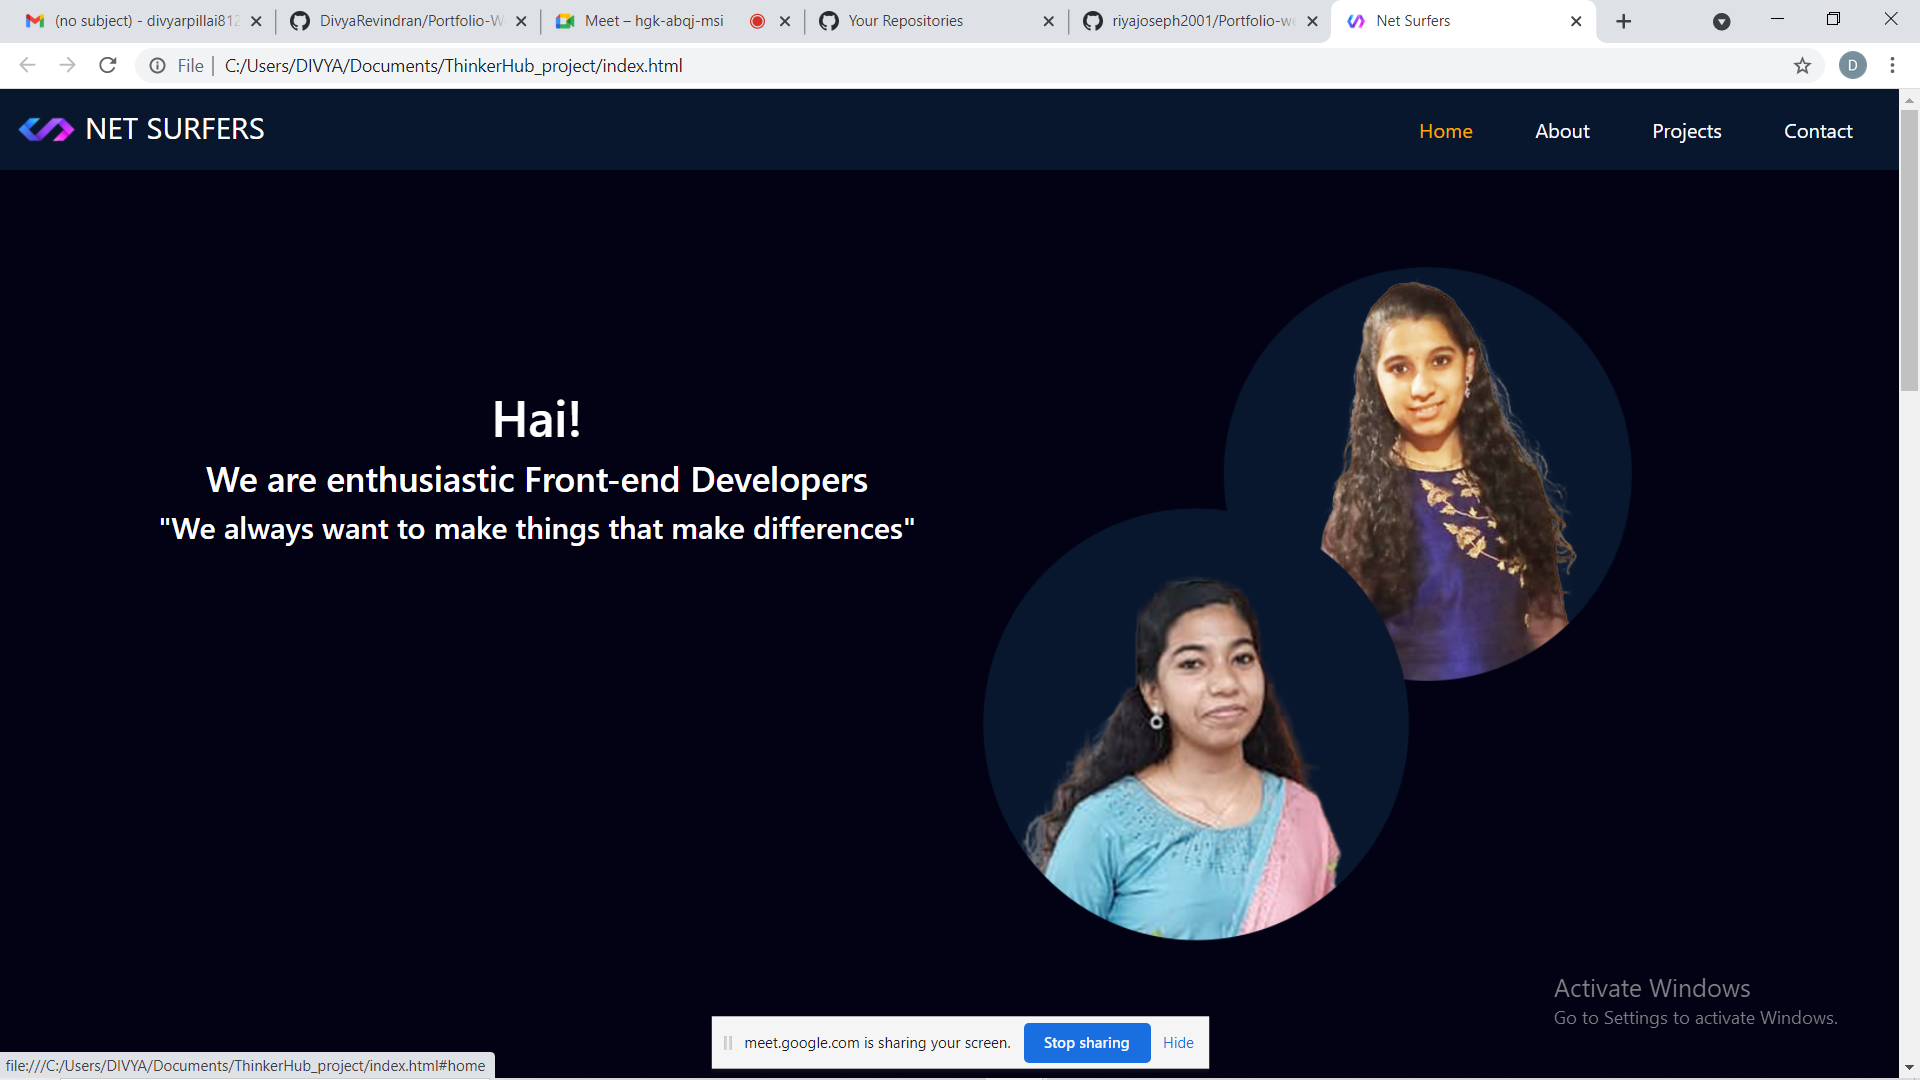 (no subject) - divyarpillai812
DivyaRevindran/Portfolio-W
Meet – hgk-abqj-msi
Your Repositories
riyajoseph2001/Portfolio-we
Net Surfers
File | C:/Users/DIVYA/Documents/ThinkerHub_project/index.html
D
NET SURFERS
Home
About
Projects
Contact
Hai!
We are enthusiastic Front-end Developers
"We always want to make things that make differences"
Activate Windows
Go to Settings to activate Windows.
meet.google.com is sharing your screen.
Stop sharing
Hide
file:///C:/Users/DIVYA/Documents/ThinkerHub_project/index.html#home